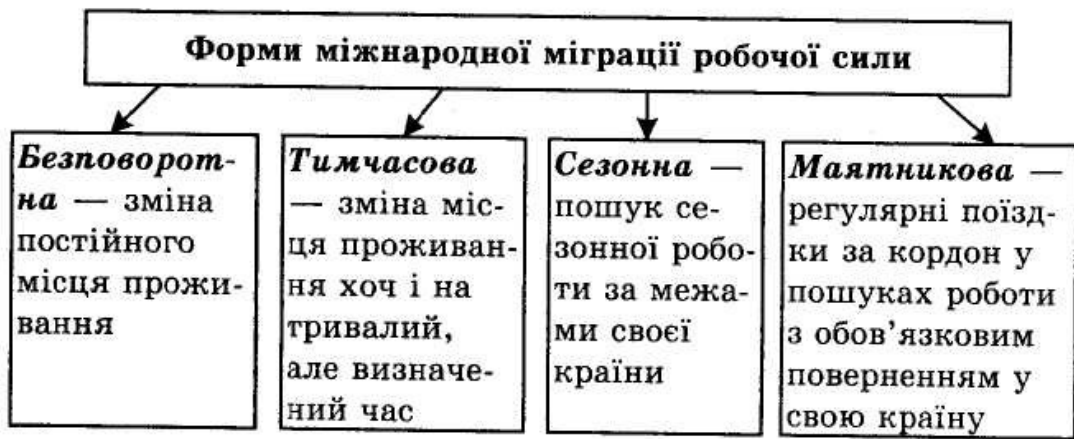 Форми міжнародної міграції робочої сили
Безповорот-
на — зміна
постійного
місця прожи-
вання
Тимчасова
— зміна міс-
ця проживан-
ня хоч і на
тривалий,
але визначе-
ний час
Сезонна —
пошук се-
зонної робо-
ти за межа-
ми своєї
країни
Маятникова —
регулярні поїзд-
ки за кордон у
пошуках роботи
з обов’язковим
поверненням у
свою країну